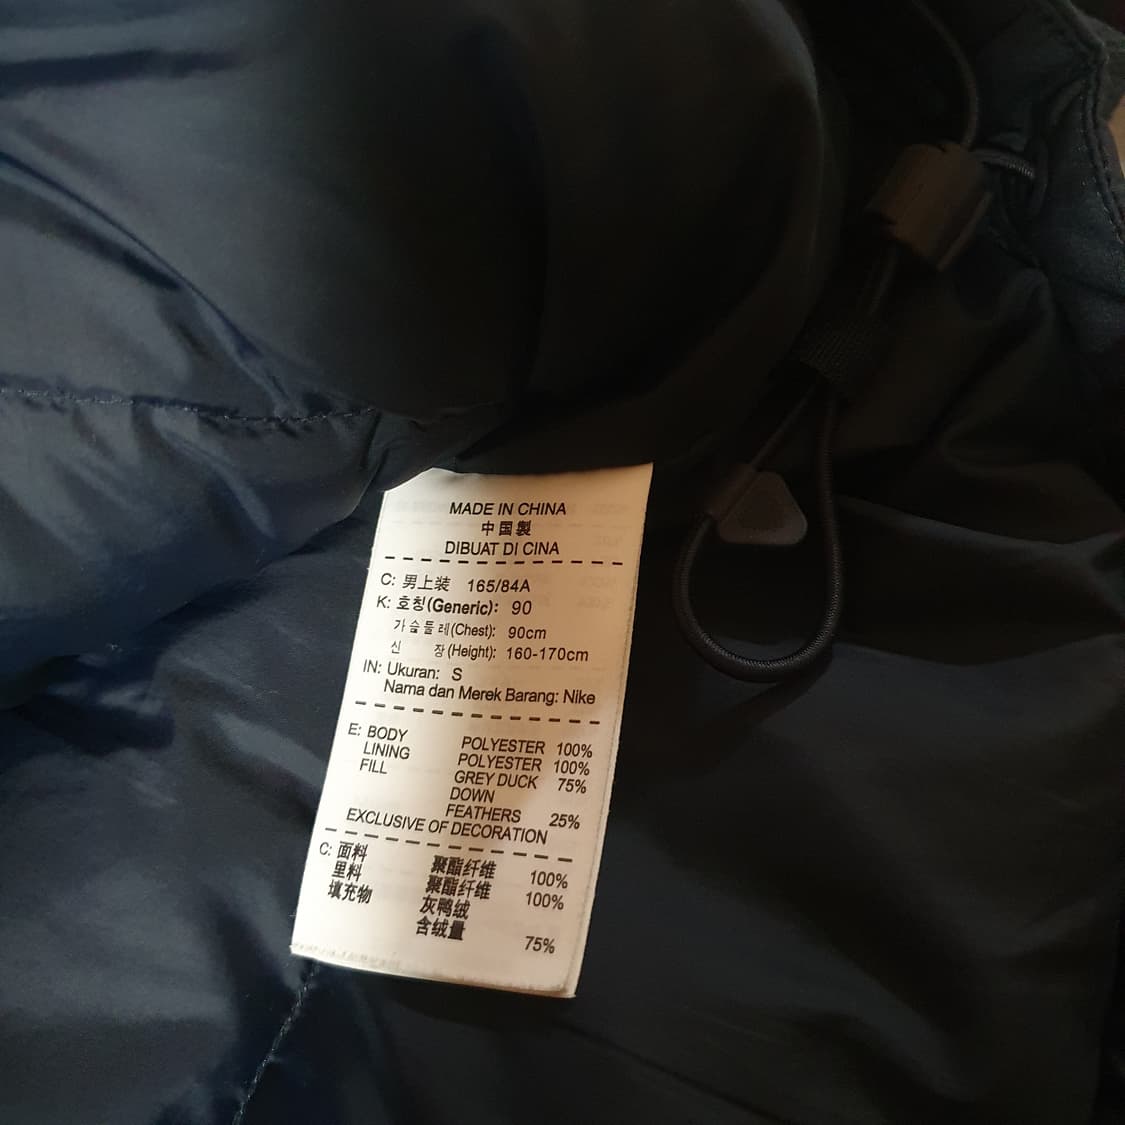 MADE IN CHINA
中国製
DIBUAT DI CINA
C: 男上装 165/84A
K: 호칭(Generic): 90
가슴둘레(Chest): 90cm
신 장(Height): 160-170cm
IN: Ukuran: S
Nama dan Merek Barang: Nike
E: BODY POLYESTER 100%
LINING POLYESTER 100%
FILL GREY DUCK 75%
DOWN
FEATHERS 25%
EXCLUSIVE OF DECORATION
C: 面料 聚酯纤维 100%
里料 聚酯纤维 100%
填充物 灰鸭绒
含绒量 75%